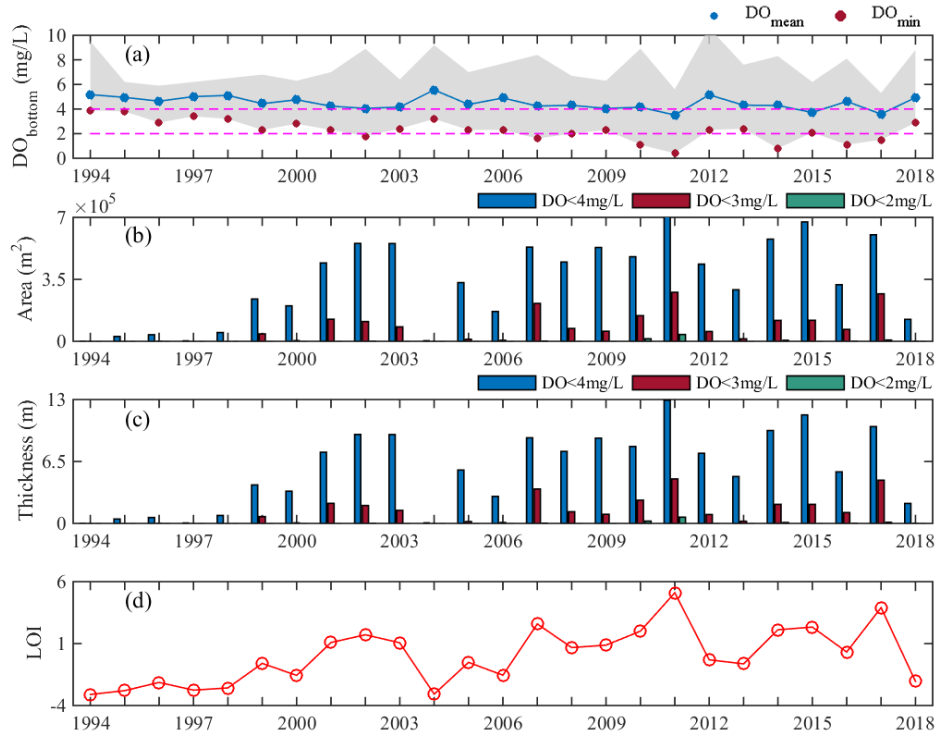 DO_mean DO_min
(a)
DO_bottom (mg/L)
10
8
6
4
2
0
1994 1997 2000 2003 2006 2009 2012 2015 2018
× 10^5
DO<4mg/L DO<3mg/L DO<2mg/L
(b)
Area (m^2)
7
3.5
0
1994 1997 2000 2003 2006 2009 2012 2015 2018
DO<4mg/L DO<3mg/L DO<2mg/L
(c)
Thickness (m)
13
6.5
0
1994 1997 2000 2003 2006 2009 2012 2015 2018
(d)
LOI
6
1
-4
1994 1997 2000 2003 2006 2009 2012 2015 2018